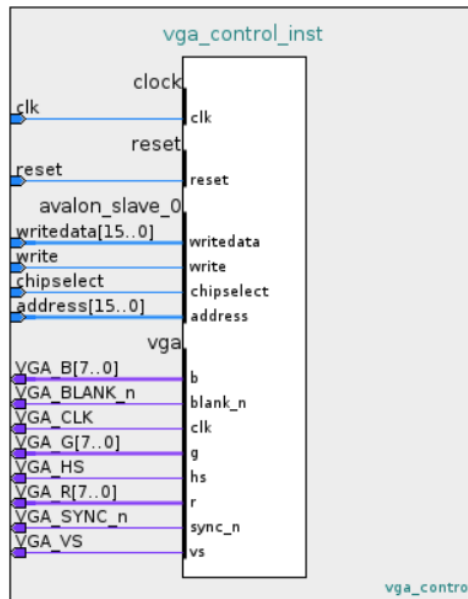 vga_control_inst
clock
clk
clk
reset
reset
reset
avalon_slave_0
writedata[15..0]
writedata
write
write
chipselect
chipselect
address[15..0]
address
vga
VGA_B[7..0]
b
VGA_BLANK_n
blank_n
VGA_CLK
clk
VGA_G[7..0]
g
VGA_HS
hs
VGA_R[7..0]
r
VGA_SYNC_n
sync_n
VGA_VS
vs
vga_contro